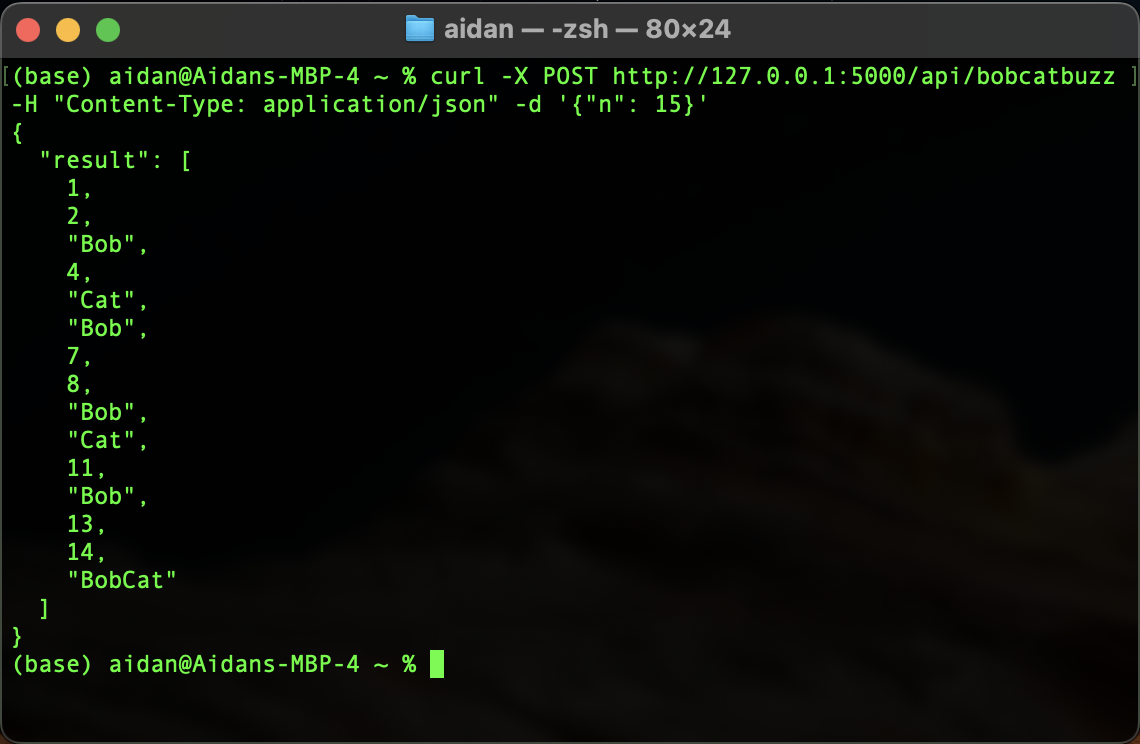 aidan — -zsh — 80×24
[(base) aidan@Aidans-MBP-4 ~ % curl -X POST http://127.0.0.1:5000/api/bobcatbuzz ]
-H "Content-Type: application/json" -d '{"n": 15}'
{
  "result": [
    1,
    2,
    "Bob",
    4,
    "Cat",
    "Bob",
    7,
    8,
    "Bob",
    "Cat",
    11,
    "Bob",
    13,
    14,
    "BobCat"
  ]
}
(base) aidan@Aidans-MBP-4 ~ %